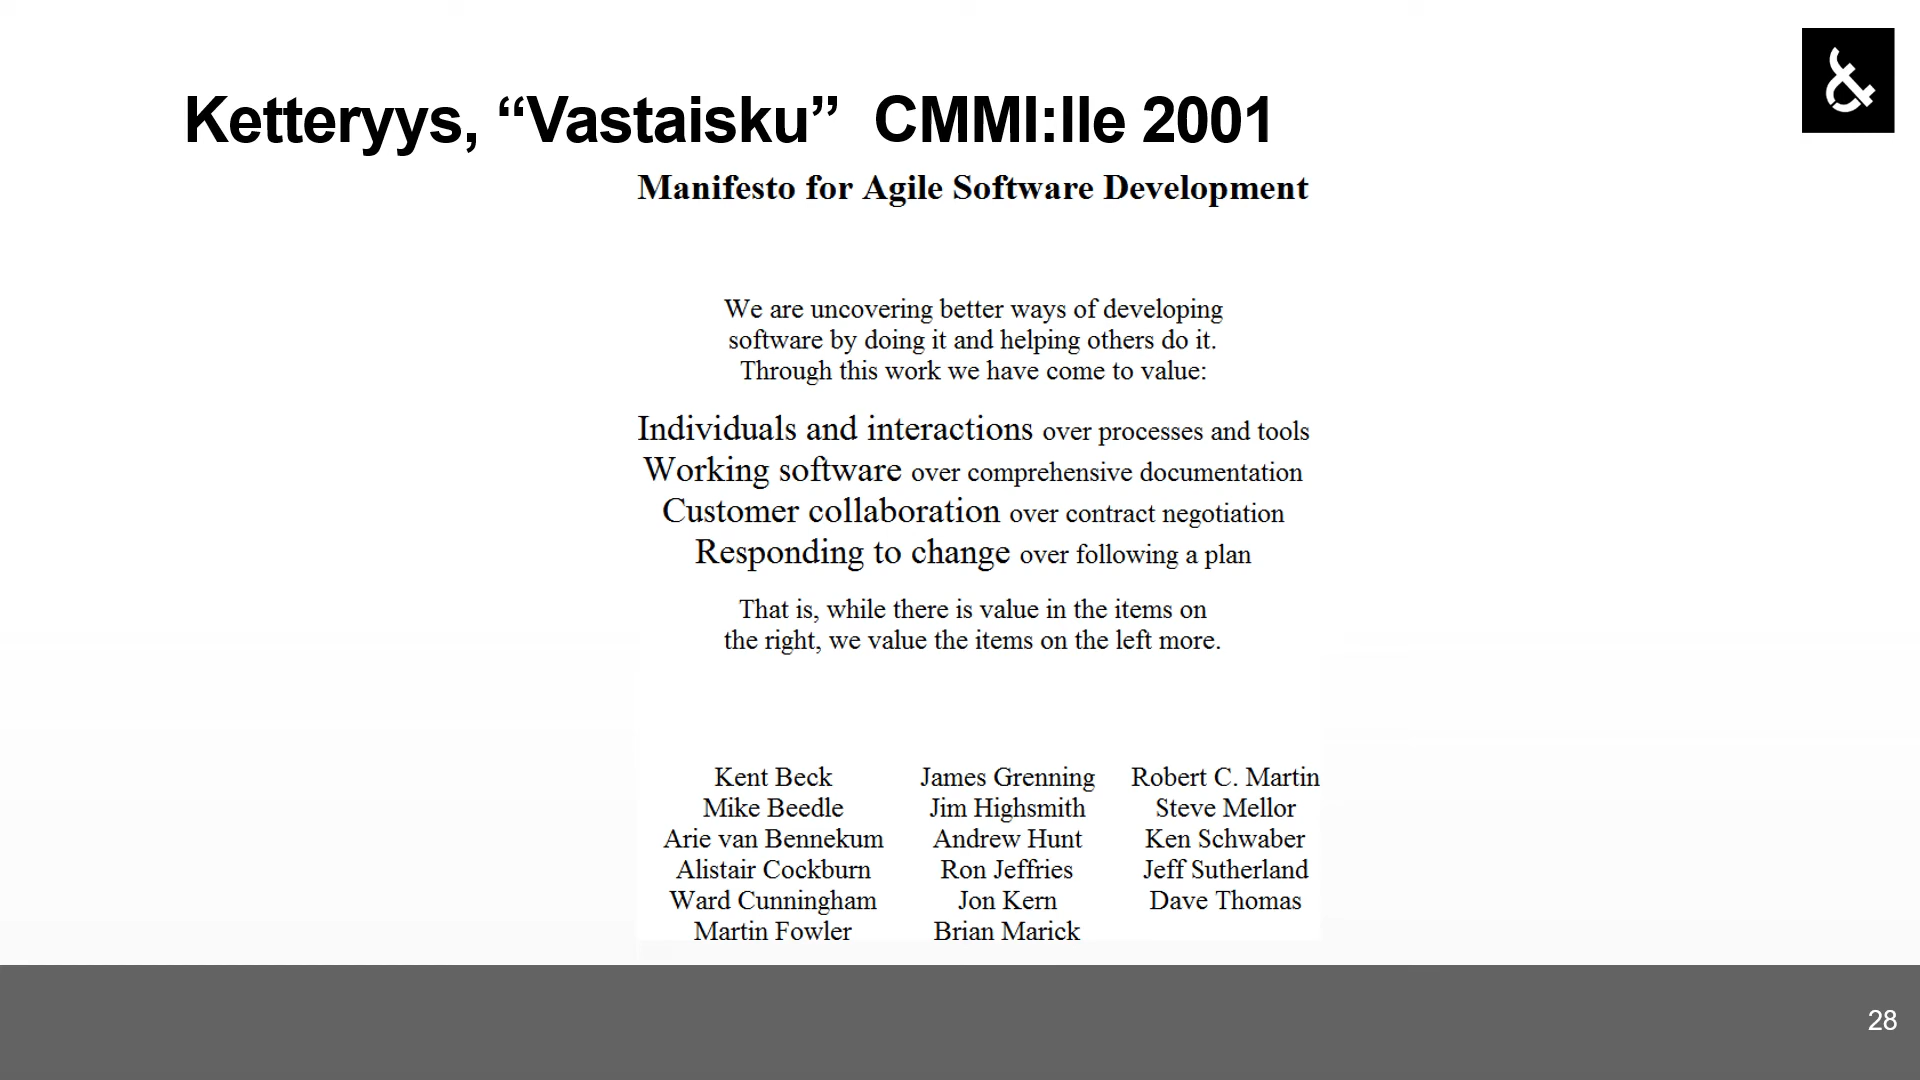 &
Ketteryys, “Vastaisku”  CMMI:lle 2001
Manifesto for Agile Software Development
We are uncovering better ways of developing
software by doing it and helping others do it.
Through this work we have come to value:
Individuals and interactions over processes and tools
Working software over comprehensive documentation
Customer collaboration over contract negotiation
Responding to change over following a plan
That is, while there is value in the items on
the right, we value the items on the left more.
Kent Beck
Mike Beedle
Arie van Bennekum
Alistair Cockburn
Ward Cunningham
Martin Fowler
James Grenning
Jim Highsmith
Andrew Hunt
Ron Jeffries
Jon Kern
Brian Marick
Robert C. Martin
Steve Mellor
Ken Schwaber
Jeff Sutherland
Dave Thomas
28